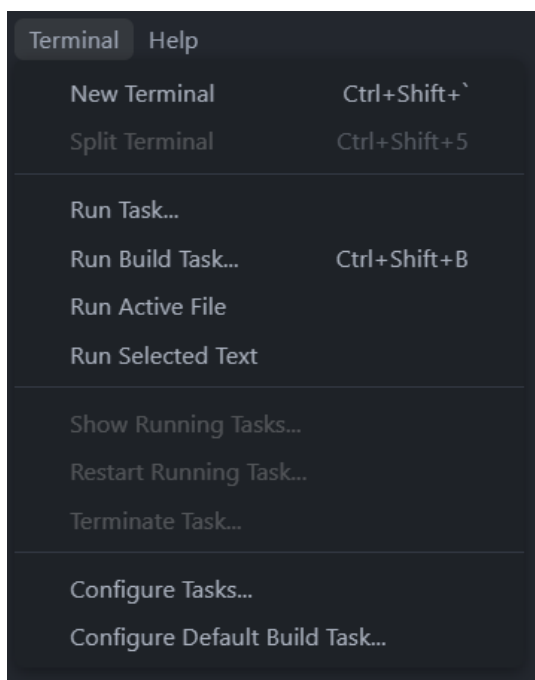 Terminal Help
New Terminal Ctrl+Shift+`
Split Terminal Ctrl+Shift+5
Run Task...
Run Build Task... Ctrl+Shift+B
Run Active File
Run Selected Text
Show Running Tasks...
Restart Running Task...
Terminate Task...
Configure Tasks...
Configure Default Build Task...